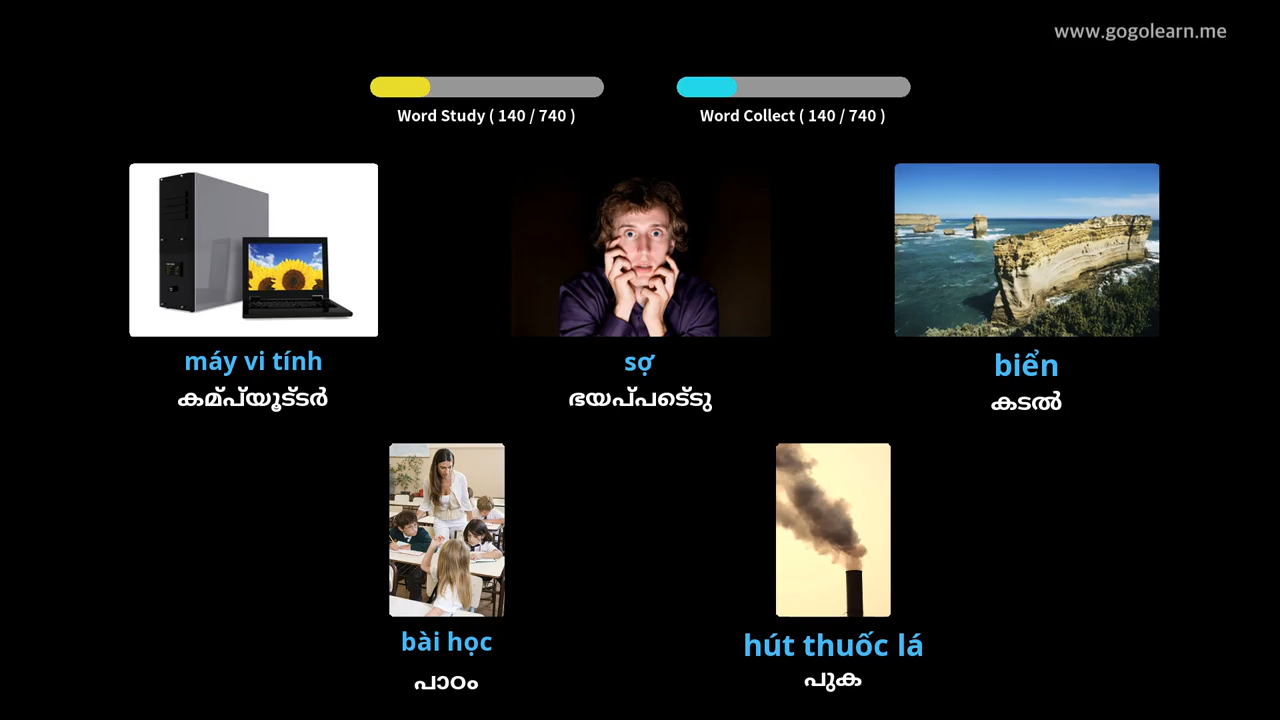 www.gogolearn.me
Word Study ( 140 / 740 )
Word Collect ( 140 / 740 )
máy vi tính
കമ്പ്യൂട്ടർ
sợ
ഭയപ്പട്ടെു
biển
കടൽ
bài học
പാഠം
hút thuốc lá
പുക